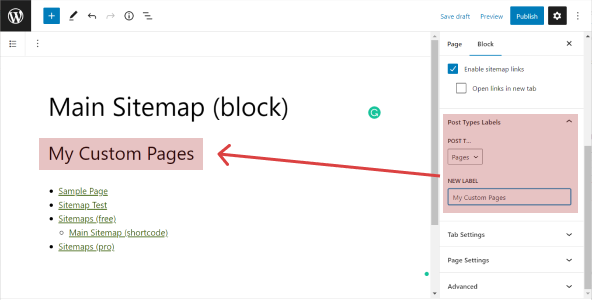 Save draft
Preview
Publish
Page
Block
Enable sitemap links
Open links in new tab
Main Sitemap (block)
My Custom Pages
Sample Page
Sitemap Test
Sitemaps (free)
Main Sitemap (shortcode)
Sitemaps (pro)
Post Types Labels
POST T...
Pages
NEW LABEL
My Custom Pages
Tab Settings
Page Settings
Advanced